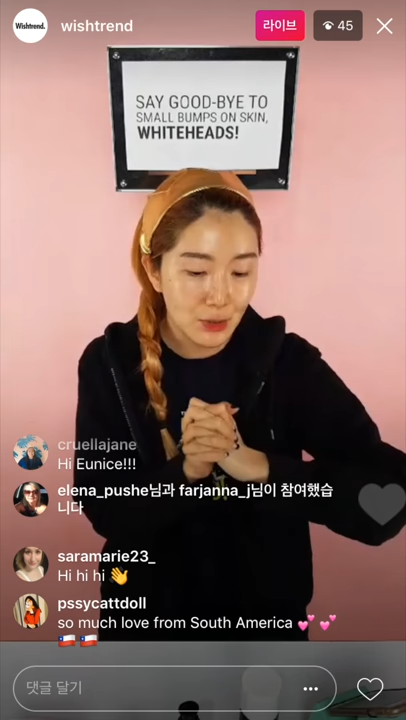 Wishtrend.
wishtrend
라이브
45
SAY GOOD-BYE TO
SMALL BUMPS ON SKIN,
WHITEHEADS!
cruellajane
Hi Eunice!!!
elena_pushe님과 farjanna_j님이 참여했습
니다
saramarie23_
Hi hi hi 👋
pssycattdoll
so much love from South America 💕 💕
🇨🇱 🇨🇱
댓글 달기